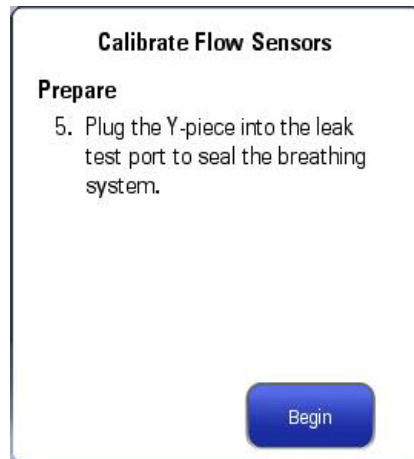 Calibrate Flow Sensors
Prepare
5. Plug the Y-piece into the leak
test port to seal the breathing
system.
Begin